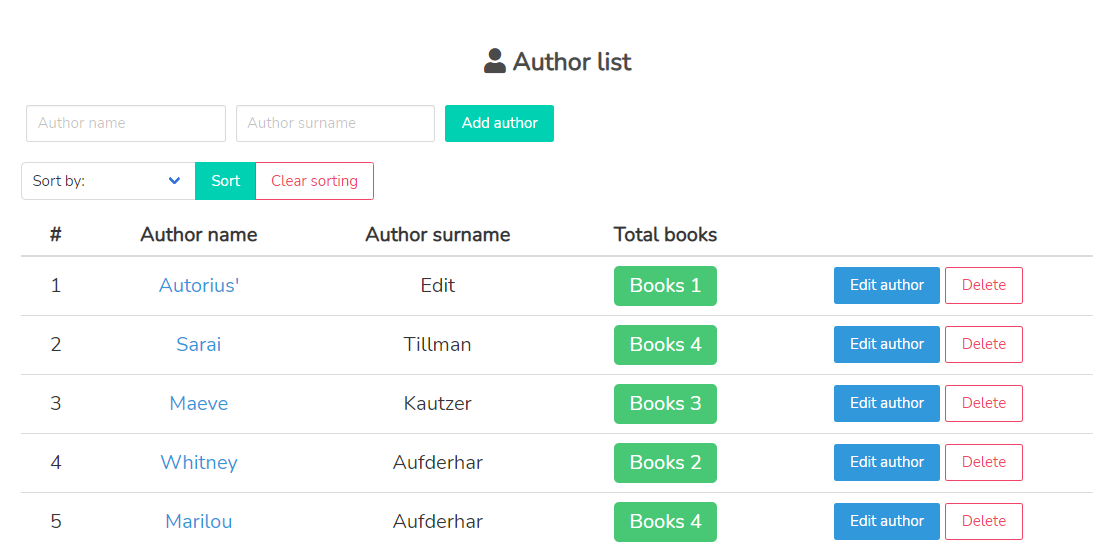 Author list
Author name Author surname Add author
Sort by: Sort Clear sorting
# Author name Author surname Total books
1 Autorius' Edit Books 1 Edit author Delete
2 Sarai Tillman Books 4 Edit author Delete
3 Maeve Kautzer Books 3 Edit author Delete
4 Whitney Aufderhar Books 2 Edit author Delete
5 Marilou Aufderhar Books 4 Edit author Delete